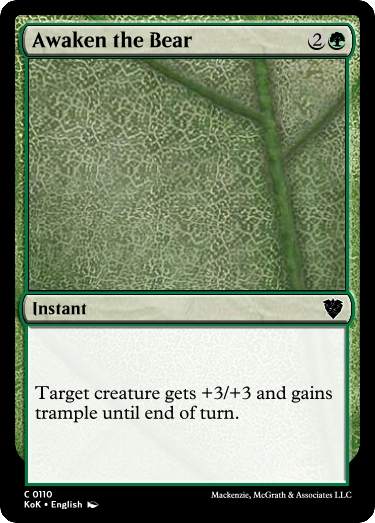 Awaken the Bear 2
Instant
Target creature gets +3/+3 and gains
trample until end of turn.
C 0110
KoK • English
Mackenzie, McGrath & Associates LLC